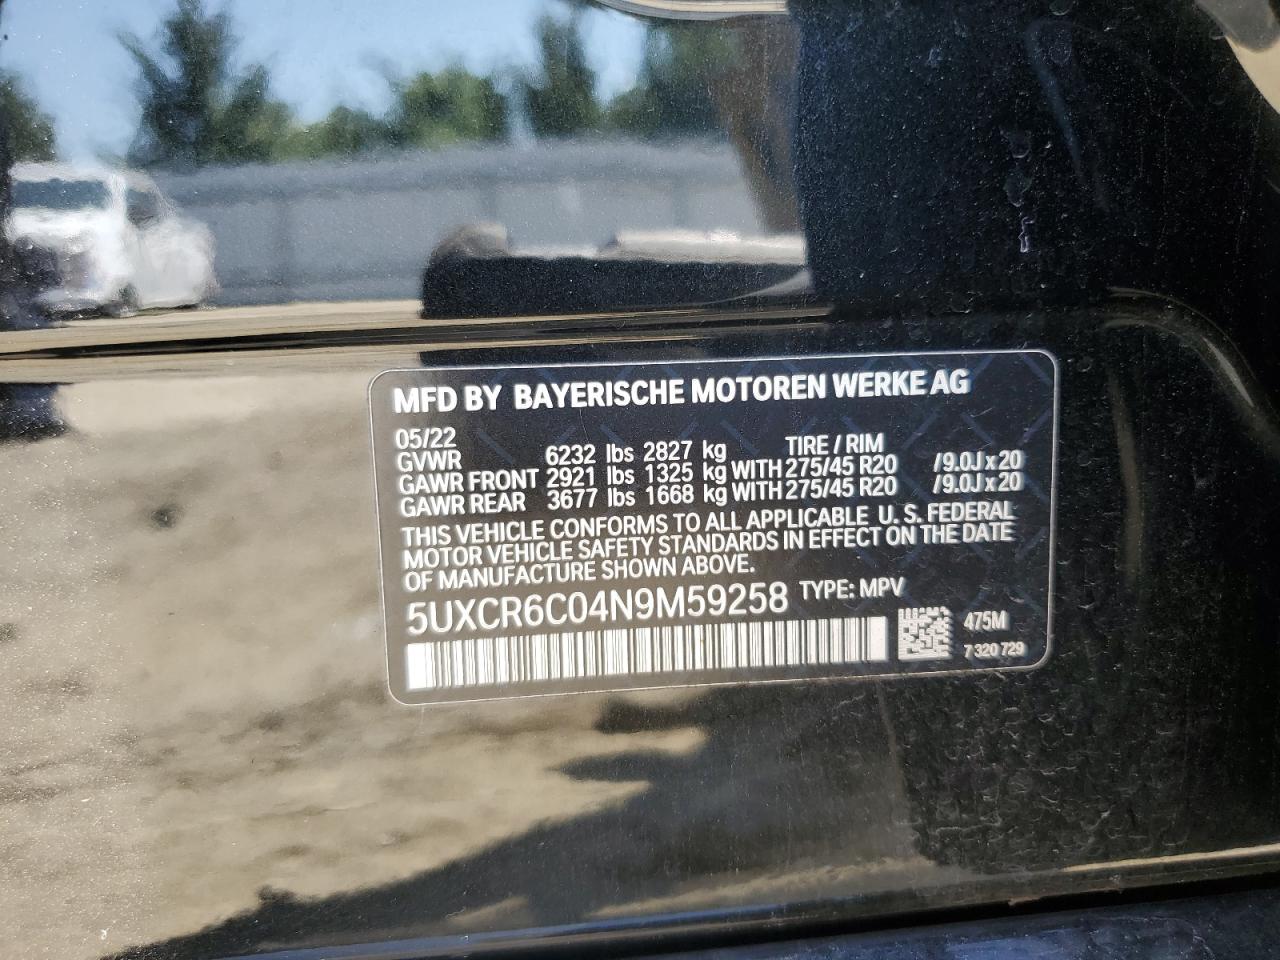 MFD BY BAYERISCHE MOTOREN WERKE AG
05/22
GVWR 6232 lbs 2827 kg TIRE / RIM
GAWR FRONT 2921 lbs 1325 kg WITH 275/45 R20 /9.0J x 20
GAWR REAR 3677 lbs 1668 kg WITH 275/45 R20 /9.0J x 20
THIS VEHICLE CONFORMS TO ALL APPLICABLE U. S. FEDERAL
MOTOR VEHICLE SAFETY STANDARDS IN EFFECT ON THE DATE
OF MANUFACTURE SHOWN ABOVE.
5UXCR6C04N9M59258 TYPE: MPV
475M
7 320 729